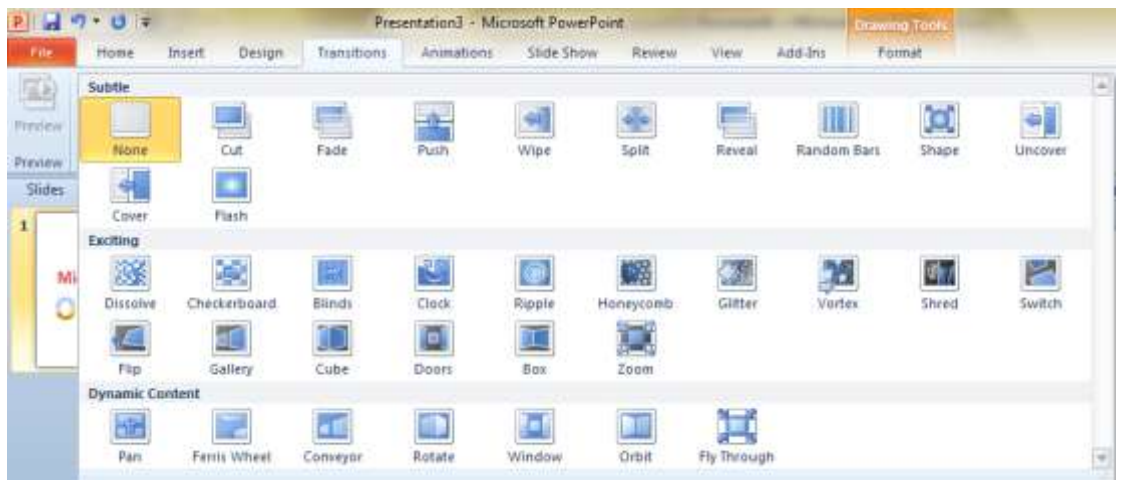 Presentation3 - Microsoft PowerPoint
Drawing Tools
File Home Insert Design Transitions Animations Slide Show Review View Add-Ins Format
Preview
Preview
Slides
1
Mi
Subtle
None Cut Fade Push Wipe Split Reveal Random Bars Shape Uncover
Cover Flash
Exciting
Dissolve Checkerboard Blinds Clock Ripple Honeycomb Glitter Vortex Shred Switch
Flip Gallery Cube Doors Box Zoom
Dynamic Content
Pan Ferris Wheel Conveyor Rotate Window Orbit Fly Through